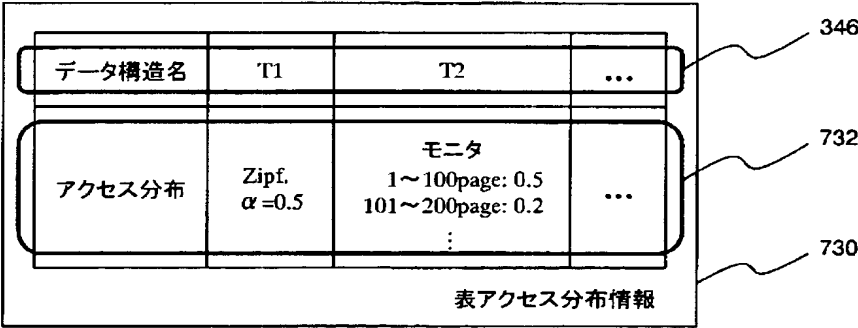 346
データ構造名 T1 T2 …
732
モニタ
Zipf. 1～100page: 0.5
アクセス分布 α=0.5 101～200page: 0.2 …
⋮
730
表アクセス分布情報